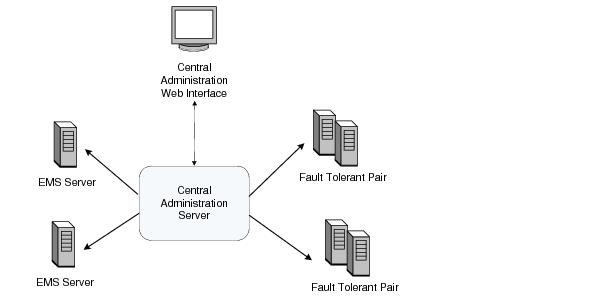 Central
Administration
Web Interface
EMS Server
Fault Tolerant Pair
Central
Administration
Server
EMS Server
Fault Tolerant Pair